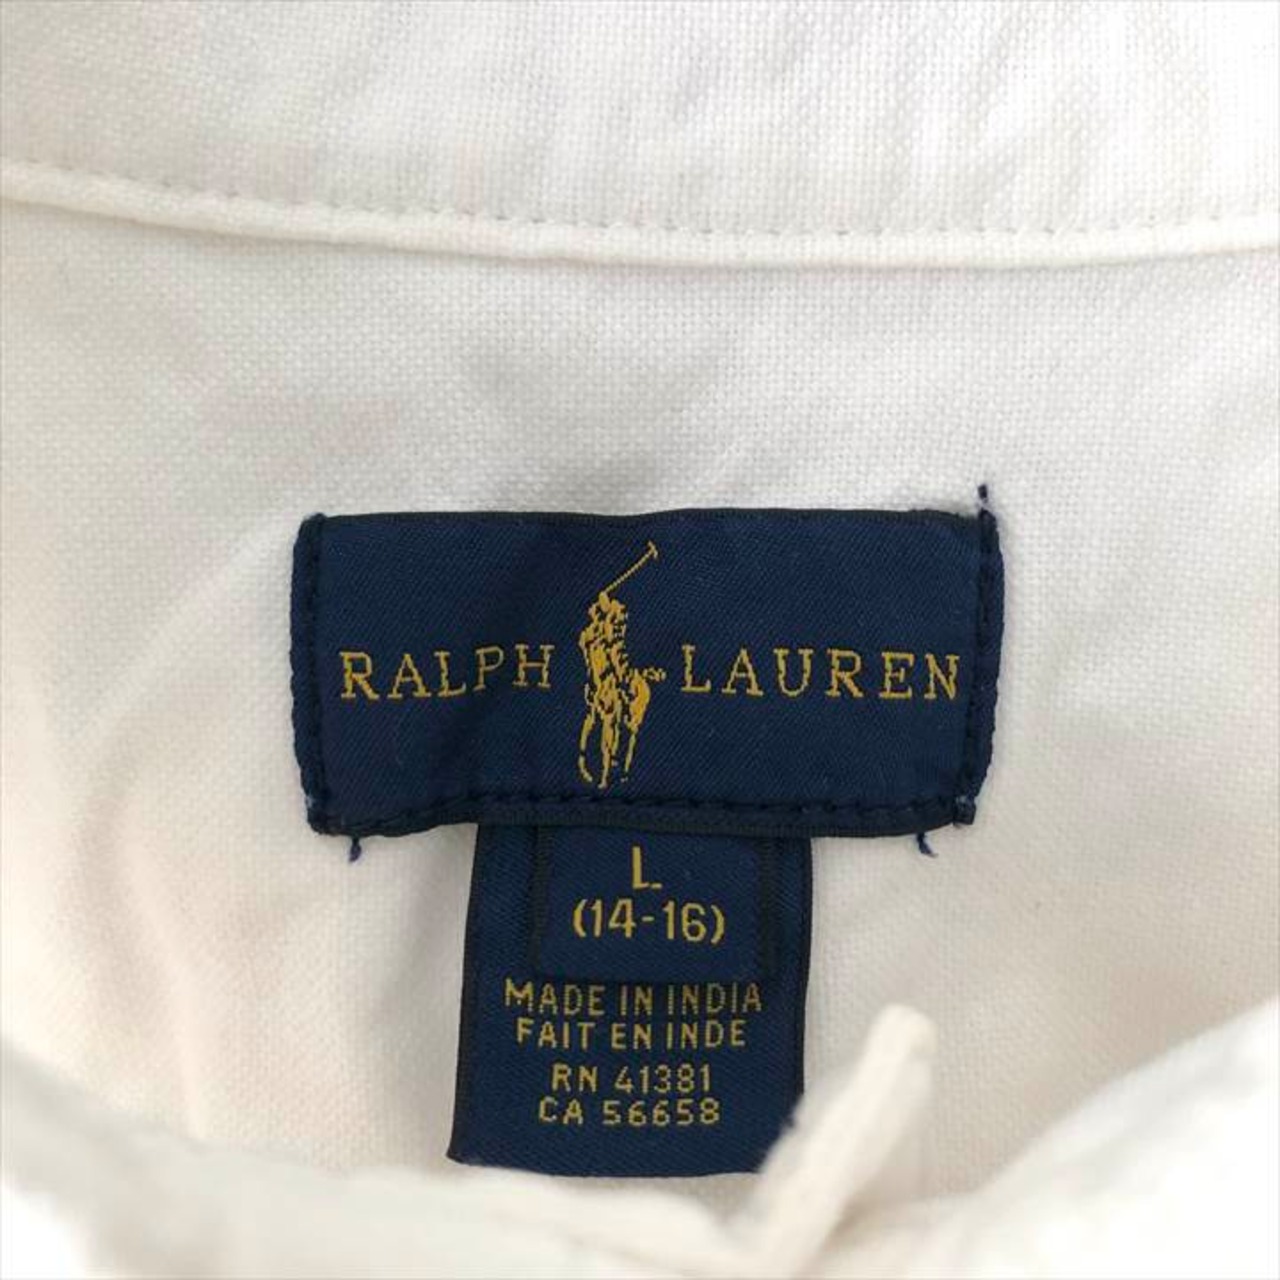 RALPH LAUREN
L
(14-16)
MADE IN INDIA
FAIT EN INDE
RN 41381
CA 56658